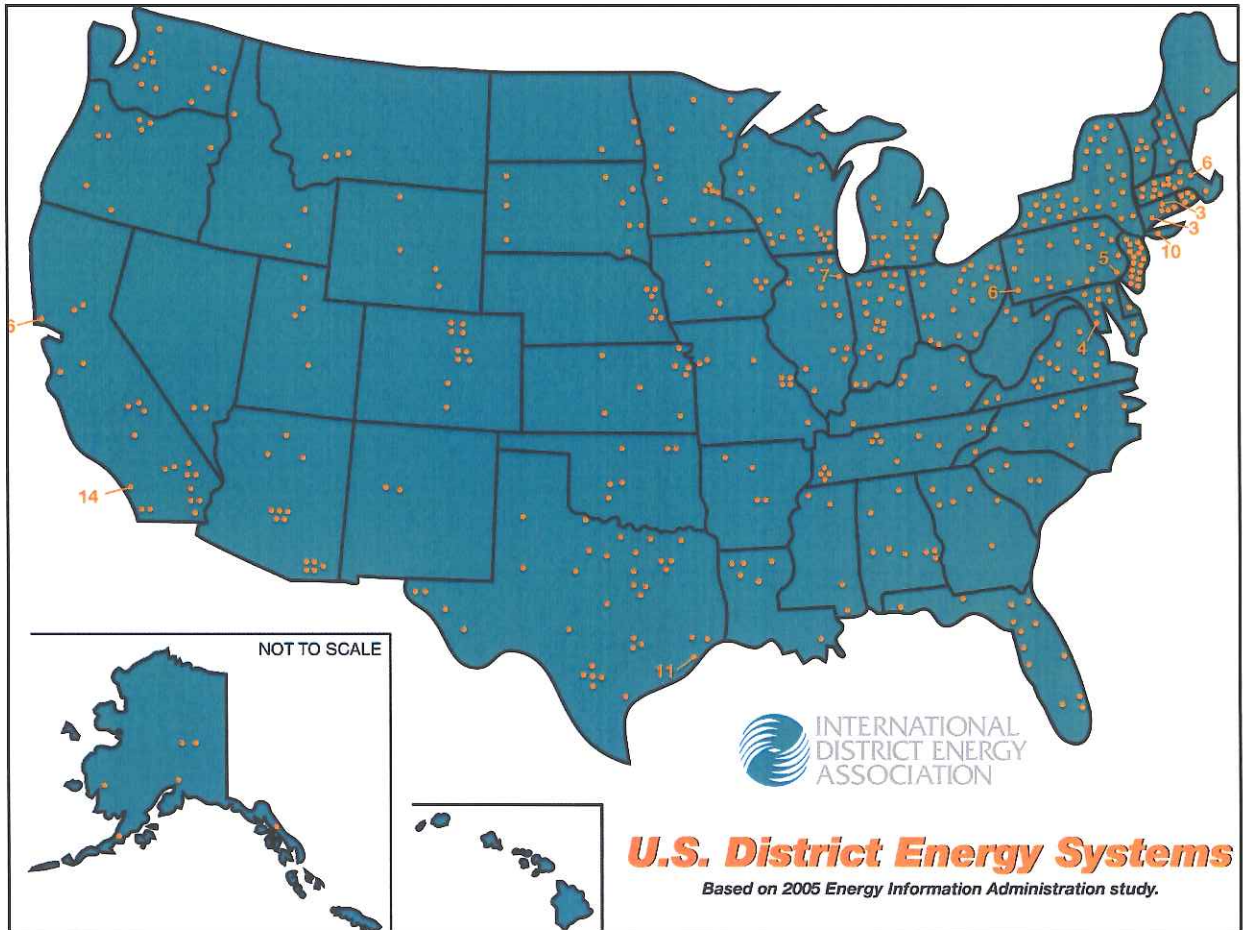 6
3
3
10
5
7
6
6
4
14
11
NOT TO SCALE
INTERNATIONAL
DISTRICT ENERGY
ASSOCIATION
U.S. District Energy Systems
Based on 2005 Energy Information Administration study.